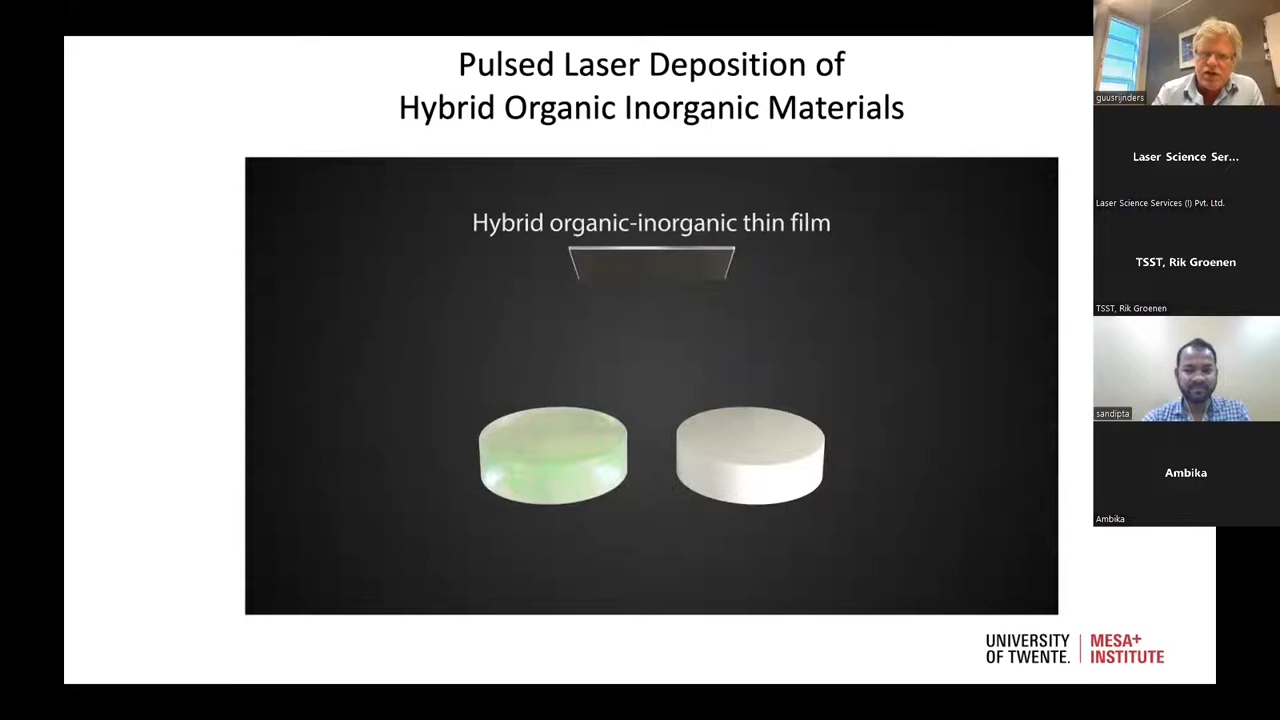 Pulsed Laser Deposition of
Hybrid Organic Inorganic Materials
Hybrid organic-inorganic thin film
UNIVERSITY
OF TWENTE.
MESA+
INSTITUTE
guusrijnders
Laser Science Ser...
Laser Science Services (I) Pvt. Ltd.
TSST, Rik Groenen
TSST, Rik Groenen
sandipta
Ambika
Ambika